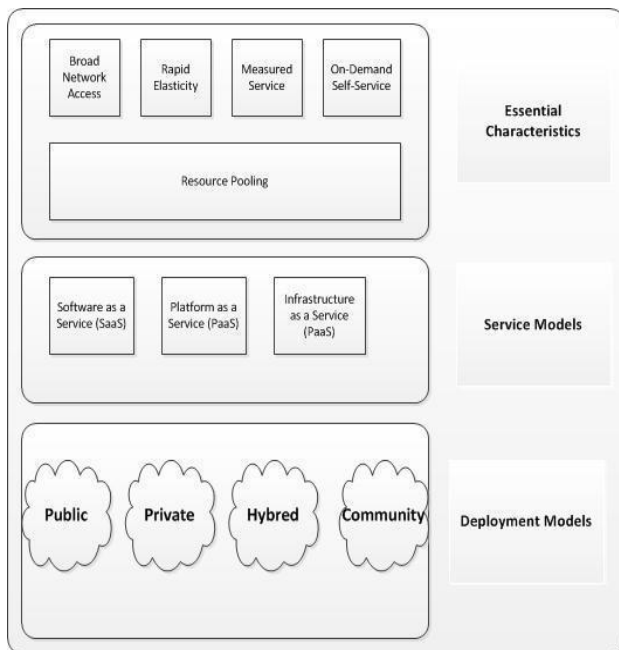 Broad
Network
Access
Rapid
Elasticity
Measured
Service
On-Demand
Self-Service
Resource Pooling
Essential
Characteristics
Software as a
Service (SaaS)
Platform as a
Service (PaaS)
Infrastructure
as a Service
(PaaS)
Service Models
Public
Private
Hybred
Community
Deployment Models